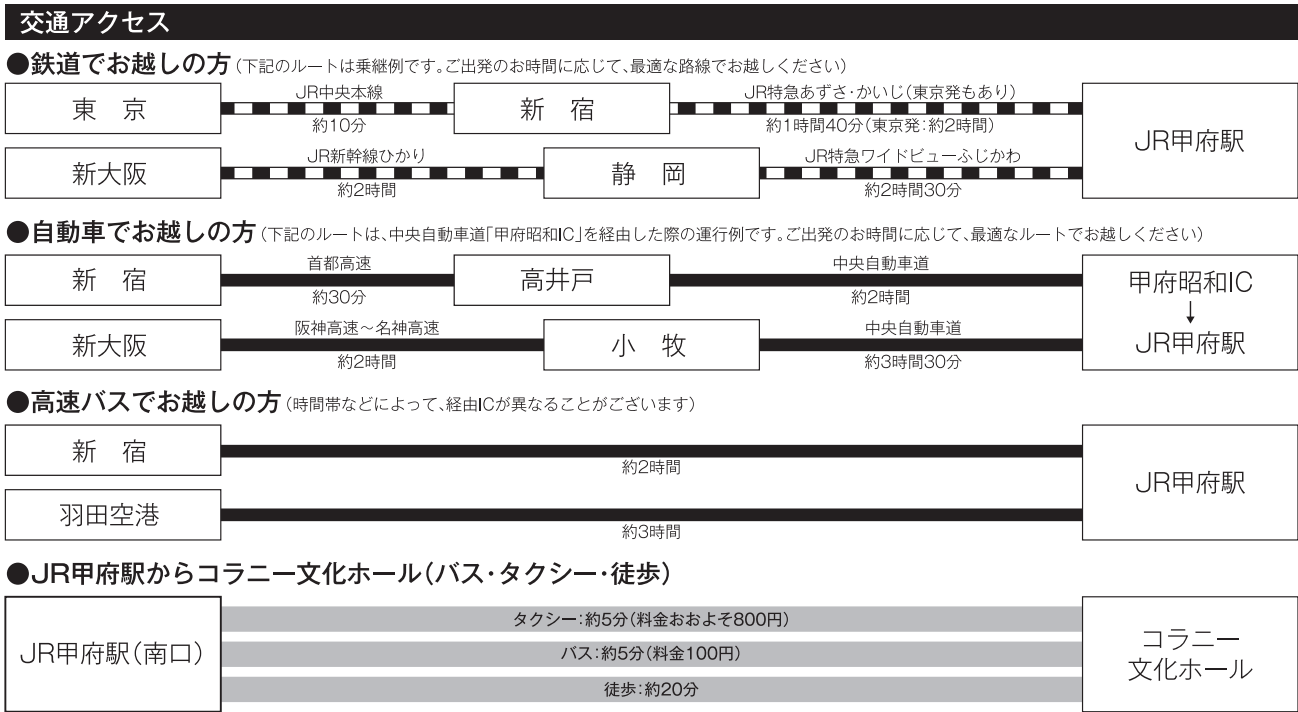 交通アクセス
●鉄道でお越しの方(下記のルートは乗継例です。ご出発のお時間に応じて、最適な路線でお越しください)
東 京
JR中央本線
約10分
新 宿
JR特急あずさ・かいじ(東京発もあり)
約1時間40分(東京発:約2時間)
新大阪
JR新幹線ひかり
約2時間
静 岡
JR特急ワイドビューふじかわ
約2時間30分
JR甲府駅
●自動車でお越しの方(下記のルートは、中央自動車道「甲府昭和IC」を経由した際の運行例です。ご出発のお時間に応じて、最適なルートでお越しください)
新 宿
首都高速
約30分
高井戸
中央自動車道
約2時間
新大阪
阪神高速～名神高速
約2時間
小 牧
中央自動車道
約3時間30分
甲府昭和IC
↓
JR甲府駅
●高速バスでお越しの方(時間帯などによって、経由ICが異なることがございます)
新 宿
約2時間
羽田空港
約3時間
JR甲府駅
●JR甲府駅からコラニー文化ホール(バス・タクシー・徒歩)
JR甲府駅(南口)
タクシー:約5分(料金おおよそ800円)
バス:約5分(料金100円)
徒歩:約20分
コラニー
文化ホール